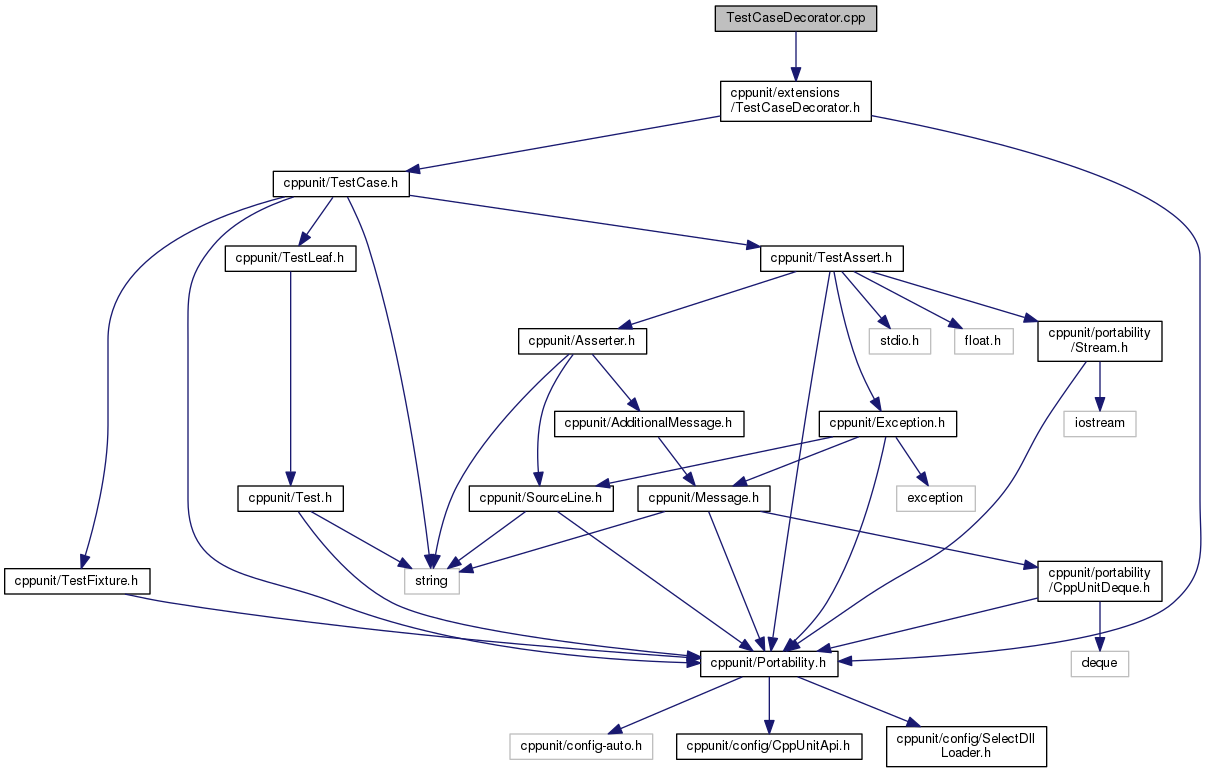 TestCaseDecorator.cpp
cppunit/extensions
/TestCaseDecorator.h
cppunit/TestCase.h
cppunit/TestLeaf.h
cppunit/TestAssert.h
cppunit/Asserter.h
stdio.h
float.h
cppunit/portability
/Stream.h
cppunit/AdditionalMessage.h
cppunit/Exception.h
iostream
cppunit/Test.h
cppunit/SourceLine.h
cppunit/Message.h
exception
cppunit/TestFixture.h
string
cppunit/portability
/CppUnitDeque.h
cppunit/Portability.h
deque
cppunit/config-auto.h
cppunit/config/CppUnitApi.h
cppunit/config/SelectDll
Loader.h